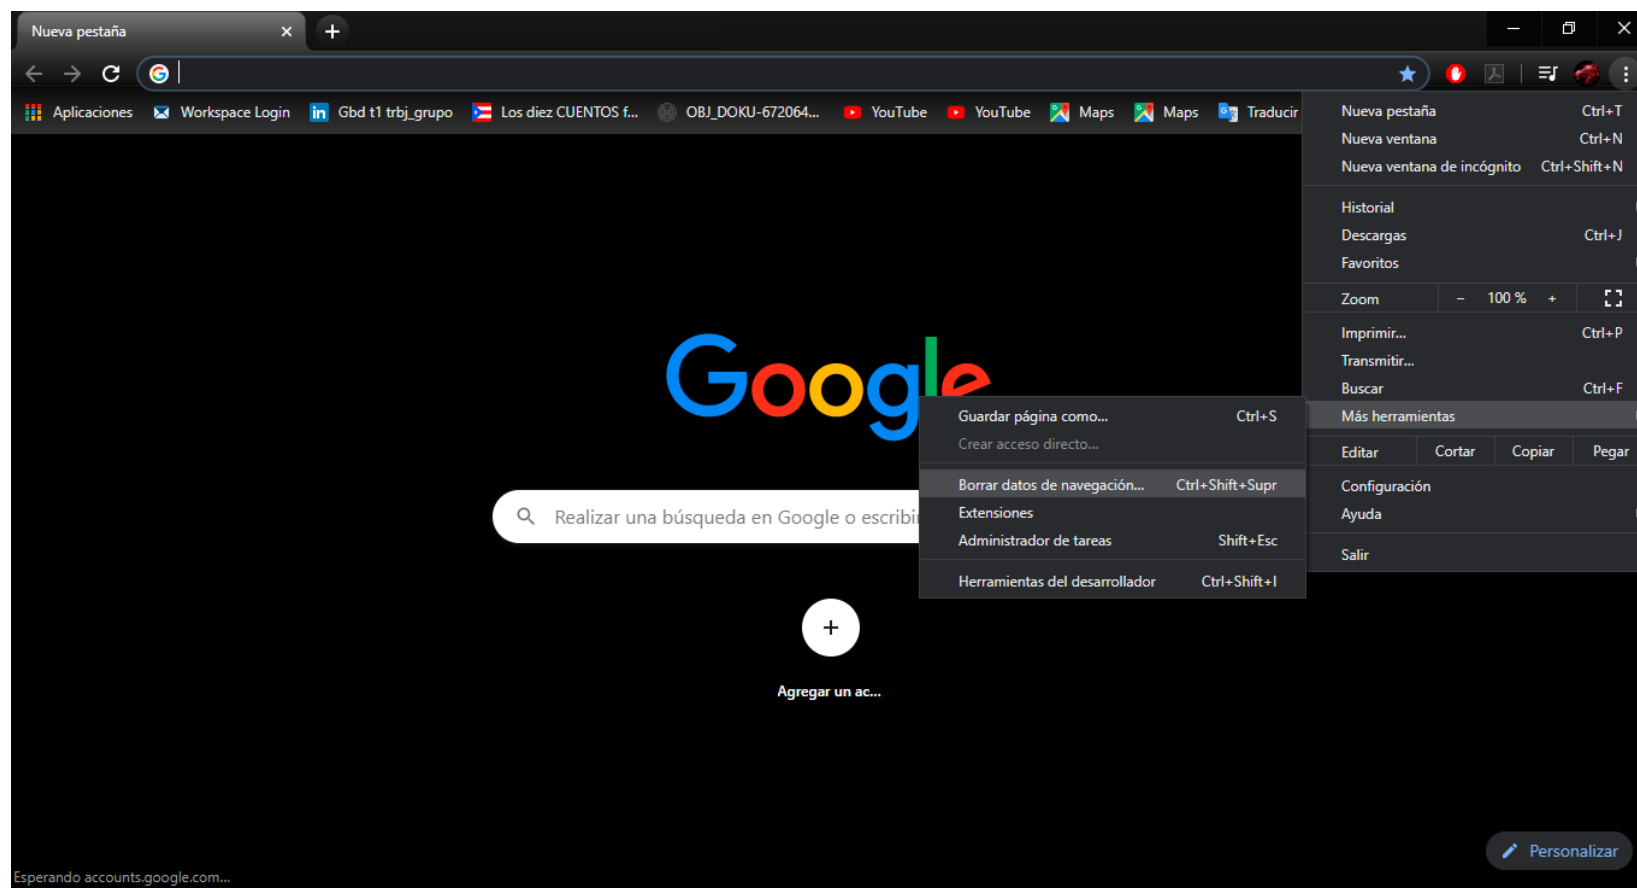 Nueva pestaña
Aplicaciones Workspace Login Gbd t1 trbj_grupo Los diez CUENTOS f... OBJ_DOKU-672064... YouTube YouTube Maps Maps Traducir
Nueva pestaña Ctrl+T
Nueva ventana Ctrl+N
Nueva ventana de incógnito Ctrl+Shift+N
Historial
Descargas Ctrl+J
Favoritos
Zoom - 100 % +
Imprimir... Ctrl+P
Transmitir...
Buscar Ctrl+F
Más herramientas
Editar Cortar Copiar Pegar
Configuración
Ayuda
Salir
Google
Guardar página como... Ctrl+S
Crear acceso directo...
Borrar datos de navegación... Ctrl+Shift+Supr
Extensiones
Administrador de tareas Shift+Esc
Herramientas del desarrollador Ctrl+Shift+I
Realizar una búsqueda en Google o escribi
Agregar un ac...
Personalizar
Esperando accounts.google.com...